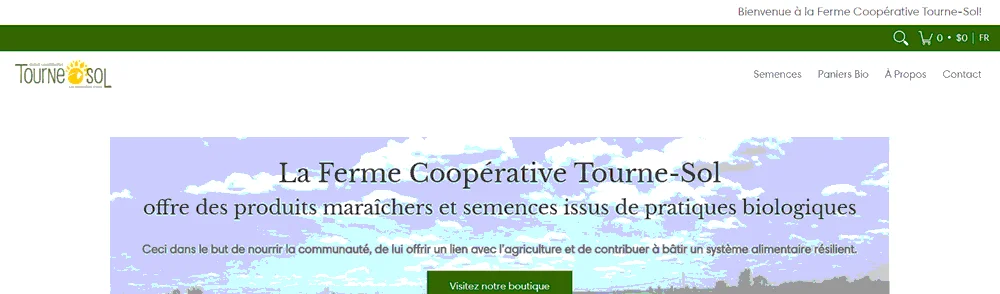 Bienvenue à la Ferme Coopérative Tourne-Sol!
0 • $0 | FR
TOURNE SOL
Semences Paniers Bio À Propos Contact
La Ferme Coopérative Tourne-Sol
offre des produits maraîchers et semences issus de pratiques biologiques
Ceci dans le but de nourrir la communauté, de lui offrir un lien avec l'agriculture et de contribuer à bâtir un système alimentaire résilient.
Visitez notre boutique